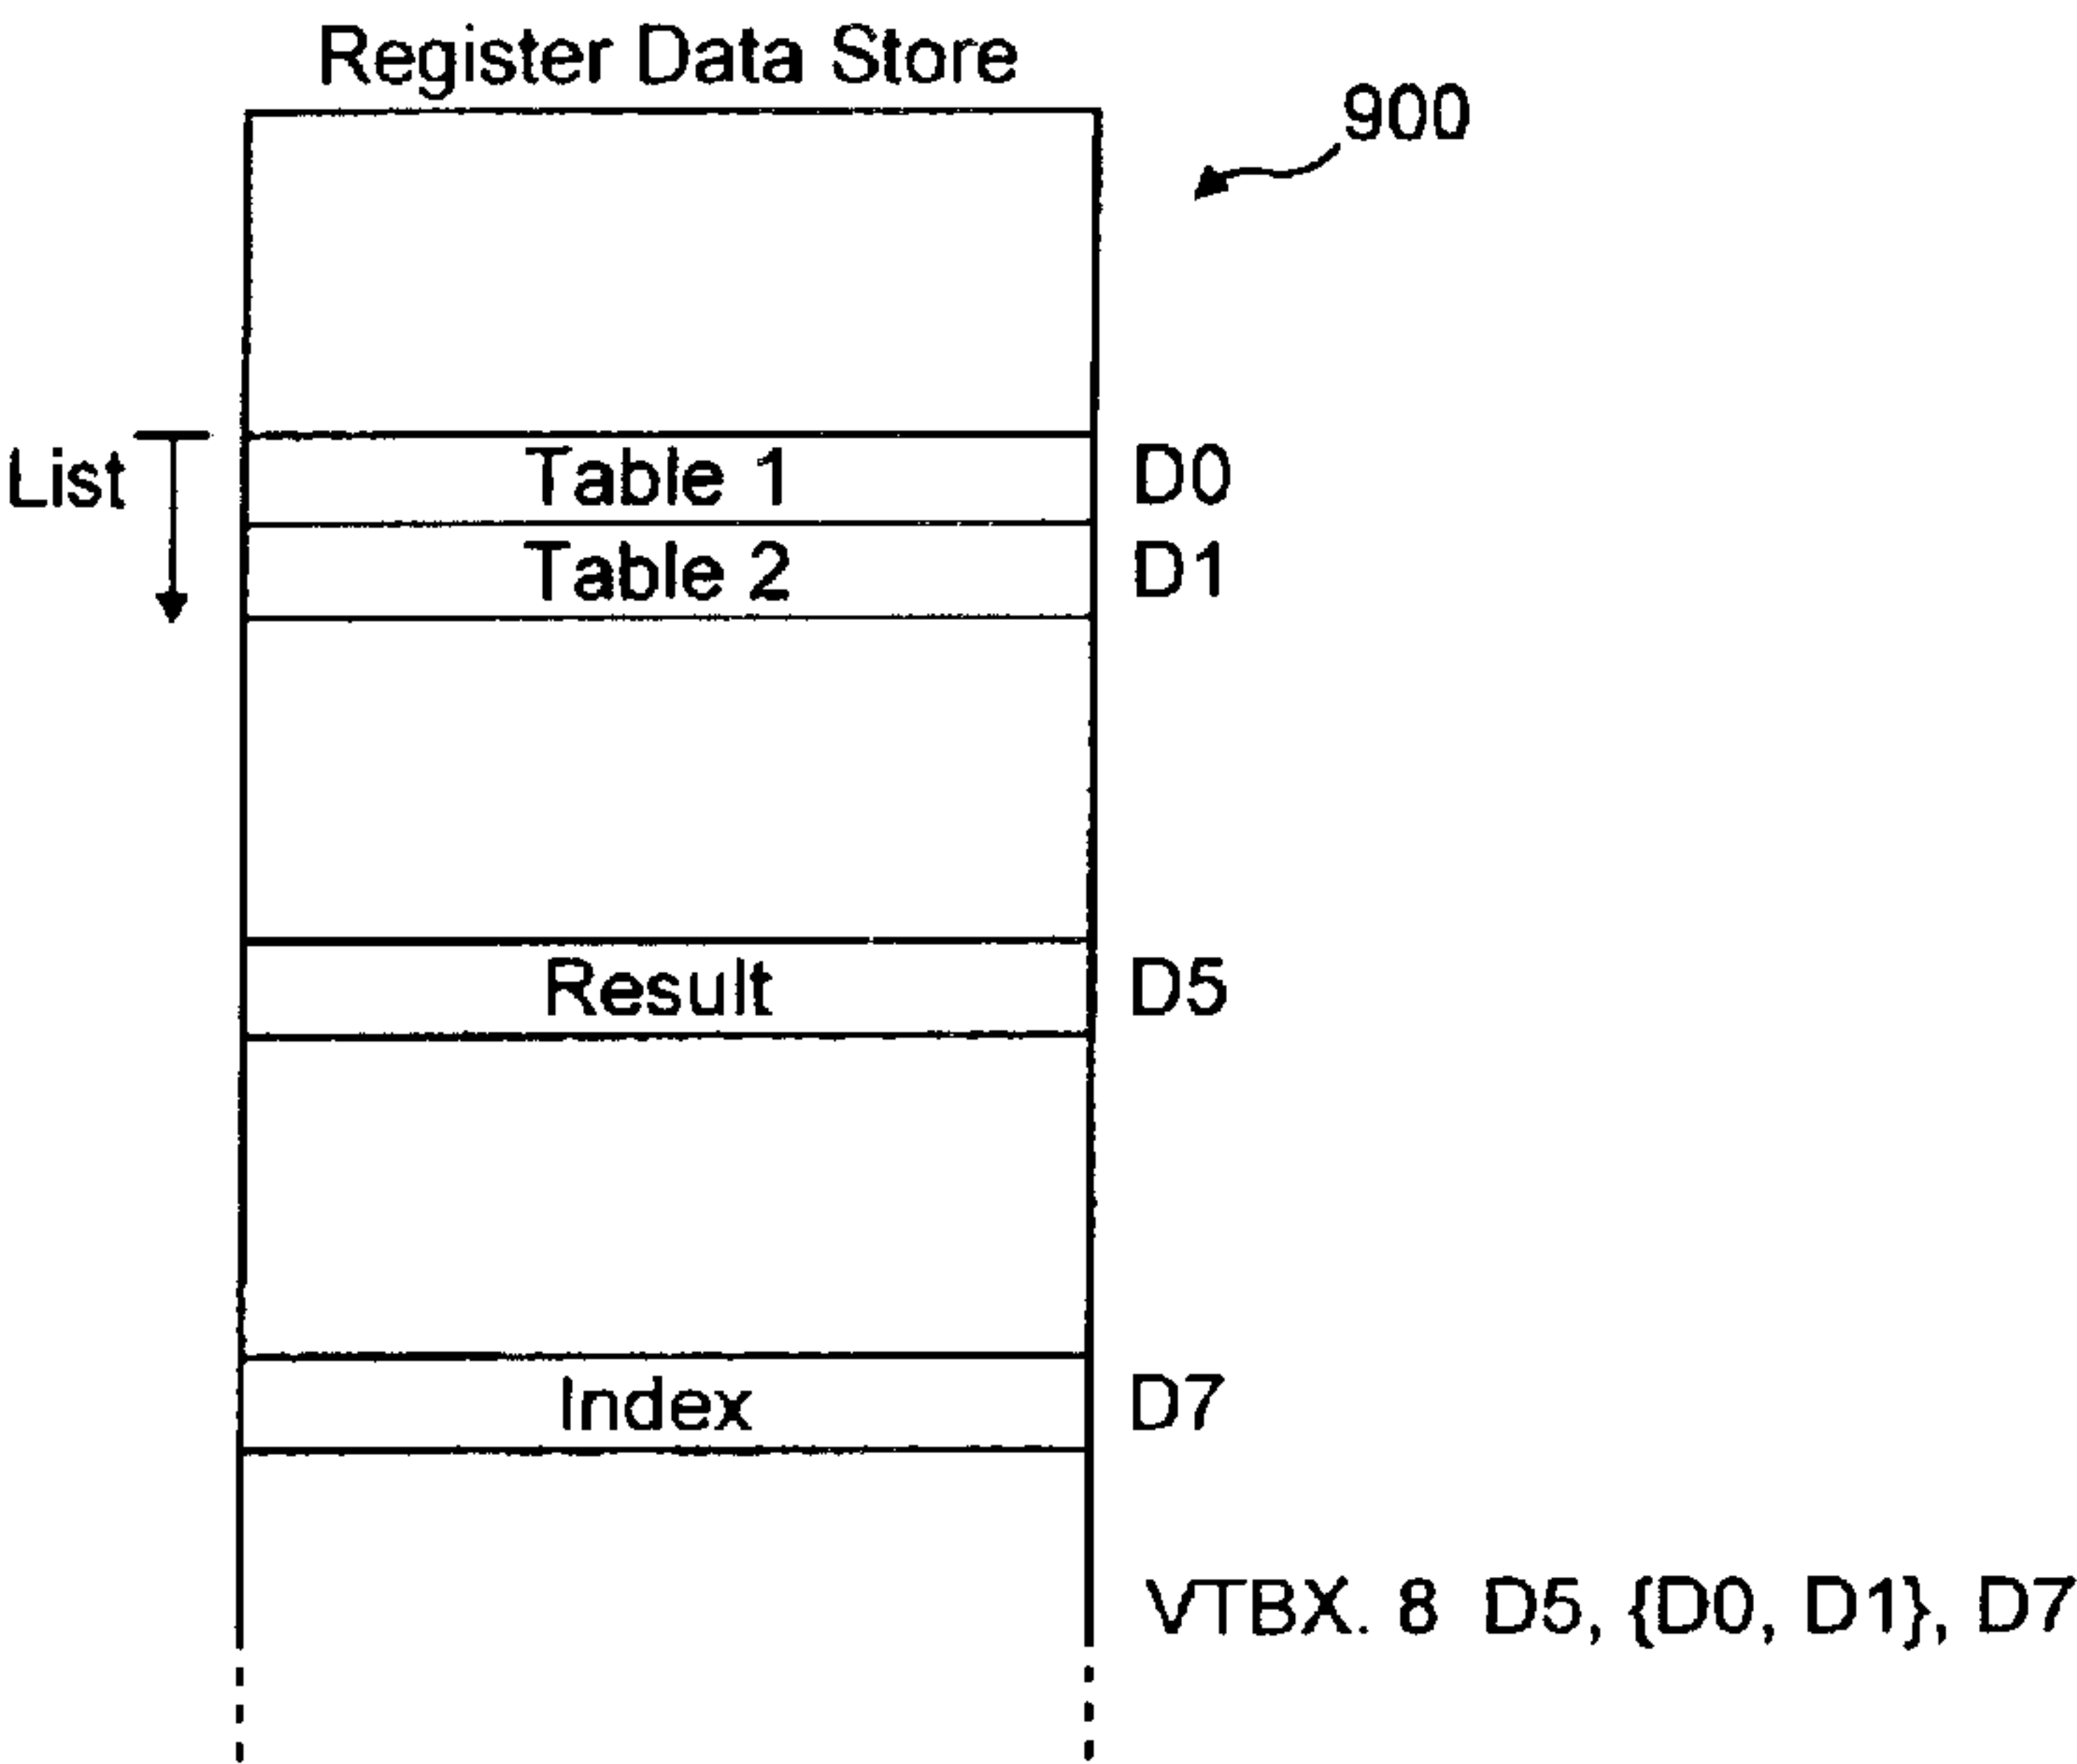 Register Data Store
900
List
Table 1 D0
Table 2 D1
Result D5
Index D7
VTBX. 8 D5, {D0, D1}, D7